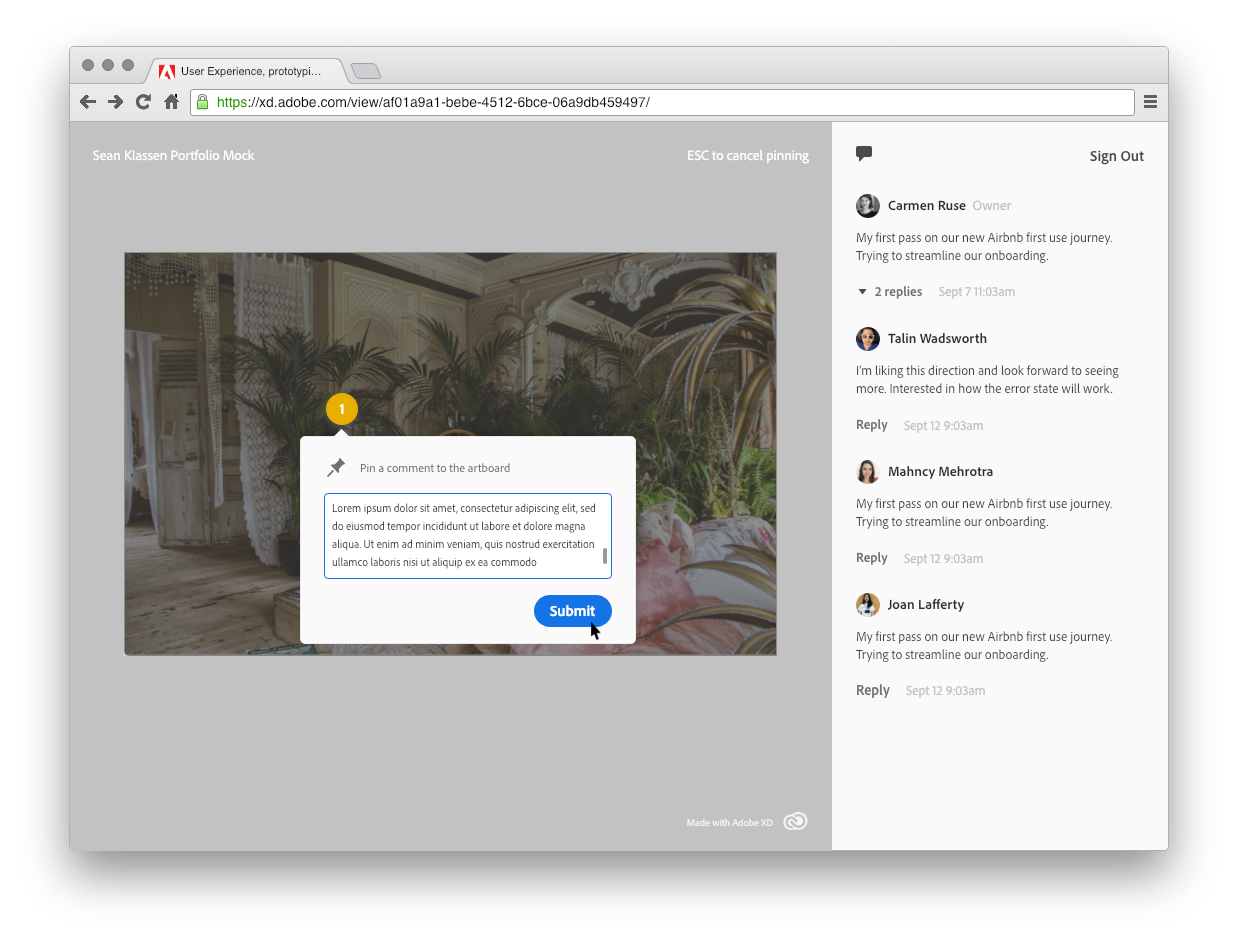 User Experience, prototypi...
https://xd.adobe.com/view/af01a9a1-bebe-4512-6bce-06a9db459497/
Sean Klassen Portfolio Mock
ESC to cancel pinning
1
Pin a comment to the artboard
Lorem ipsum dolor sit amet, consectetur adipiscing elit, sed
do eiusmod tempor incididunt ut labore et dolore magna
aliqua. Ut enim ad minim veniam, quis nostrud exercitation
ullamco laboris nisi ut aliquip ex ea commodo
Submit
Made with Adobe XD
Sign Out
Carmen Ruse Owner
My first pass on our new Airbnb first use journey.
Trying to streamline our onboarding.
2 replies Sept 7 11:03am
Talin Wadsworth
I'm liking this direction and look forward to seeing
more. Interested in how the error state will work.
Reply Sept 12 9:03am
Mahncy Mehrotra
My first pass on our new Airbnb first use journey.
Trying to streamline our onboarding.
Reply Sept 12 9:03am
Joan Lafferty
My first pass on our new Airbnb first use journey.
Trying to streamline our onboarding.
Reply Sept 12 9:03am